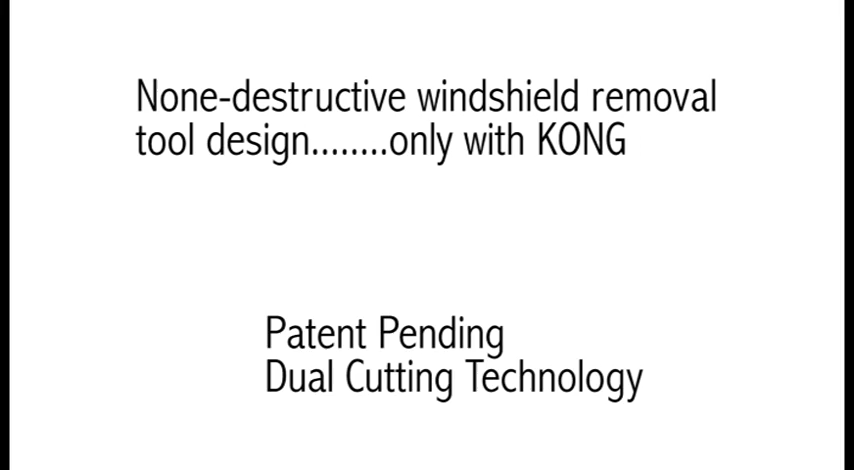 None-destructive windshield removal
tool design........only with KONG
Patent Pending
Dual Cutting Technology